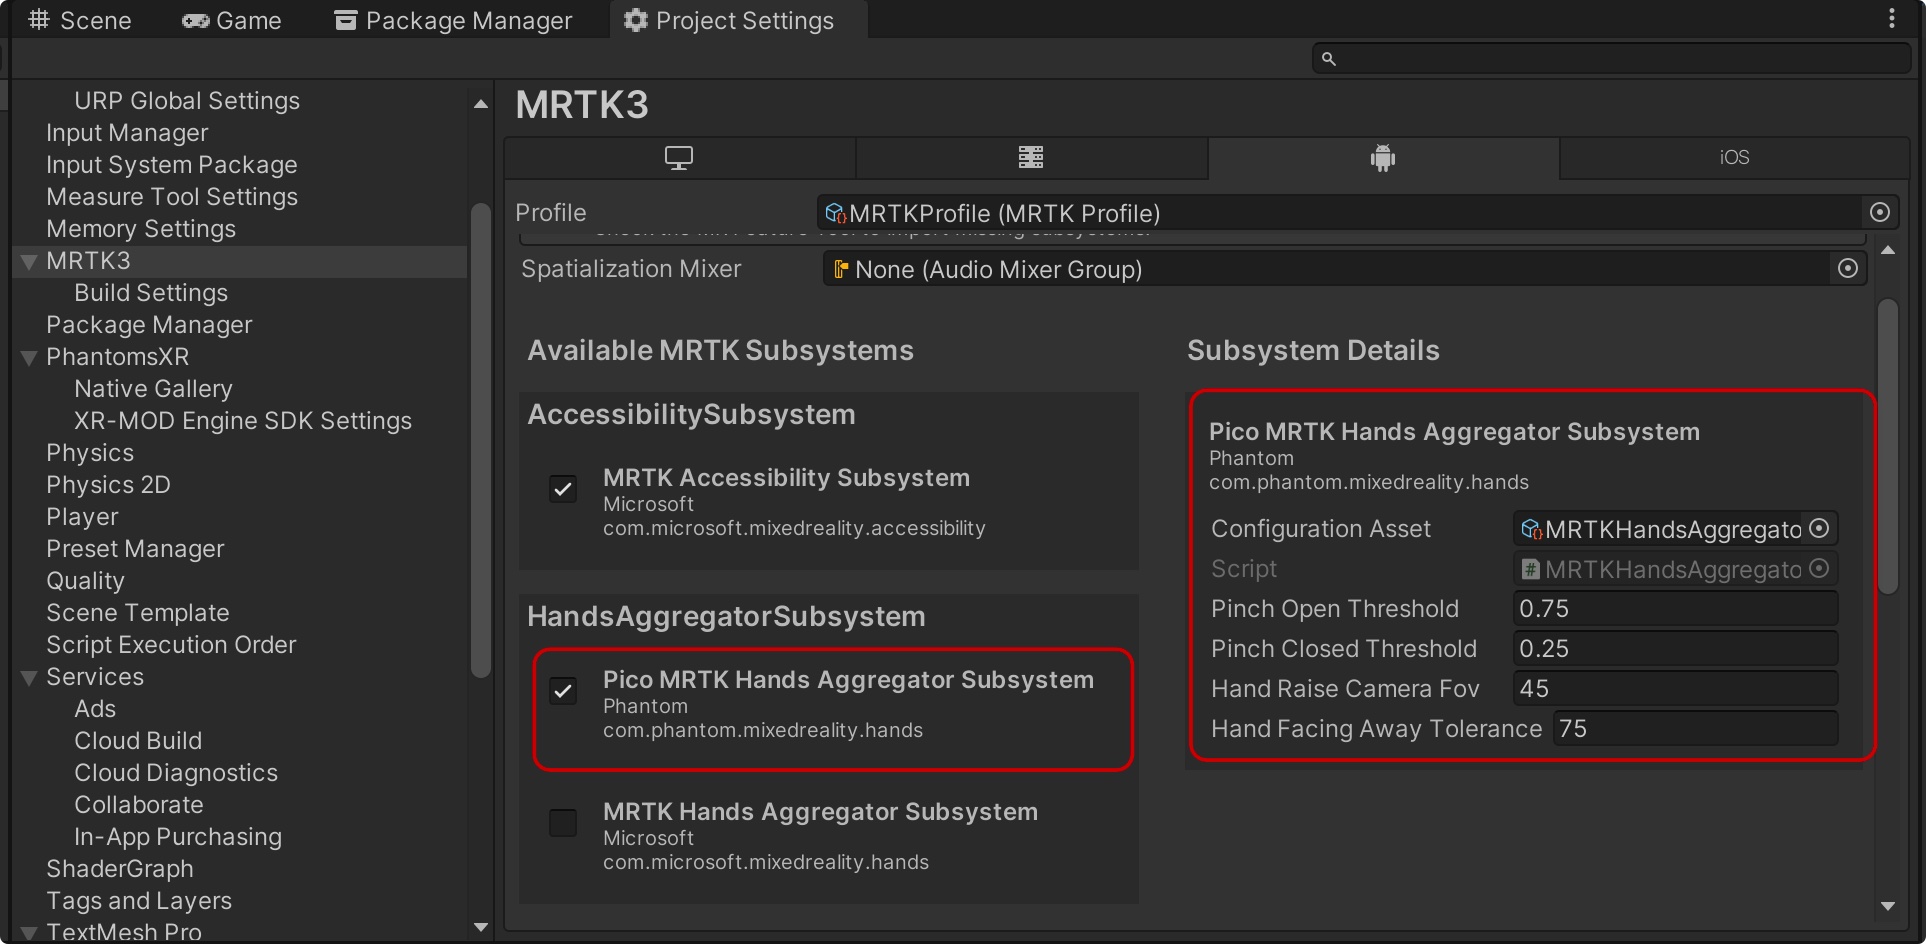 Scene
Game
Package Manager
Project Settings
URP Global Settings
Input Manager
Input System Package
Measure Tool Settings
Memory Settings
MRTK3
Build Settings
Package Manager
PhantomsXR
Native Gallery
XR-MOD Engine SDK Settings
Physics
Physics 2D
Player
Preset Manager
Quality
Scene Template
Script Execution Order
Services
Ads
Cloud Build
Cloud Diagnostics
Collaborate
In-App Purchasing
ShaderGraph
Tags and Layers
TextMesh Pro
MRTK3
iOS
Profile
MRTKProfile (MRTK Profile)
Spatialization Mixer
None (Audio Mixer Group)
Available MRTK Subsystems
AccessibilitySubsystem
MRTK Accessibility Subsystem
Microsoft
com.microsoft.mixedreality.accessibility
HandsAggregatorSubsystem
Pico MRTK Hands Aggregator Subsystem
Phantom
com.phantom.mixedreality.hands
MRTK Hands Aggregator Subsystem
Microsoft
com.microsoft.mixedreality.hands
Subsystem Details
Pico MRTK Hands Aggregator Subsystem
Phantom
com.phantom.mixedreality.hands
Configuration Asset
MRTKHandsAggregato
Script
# MRTKHandsAggregato
Pinch Open Threshold
0.75
Pinch Closed Threshold
0.25
Hand Raise Camera Fov
45
Hand Facing Away Tolerance
75